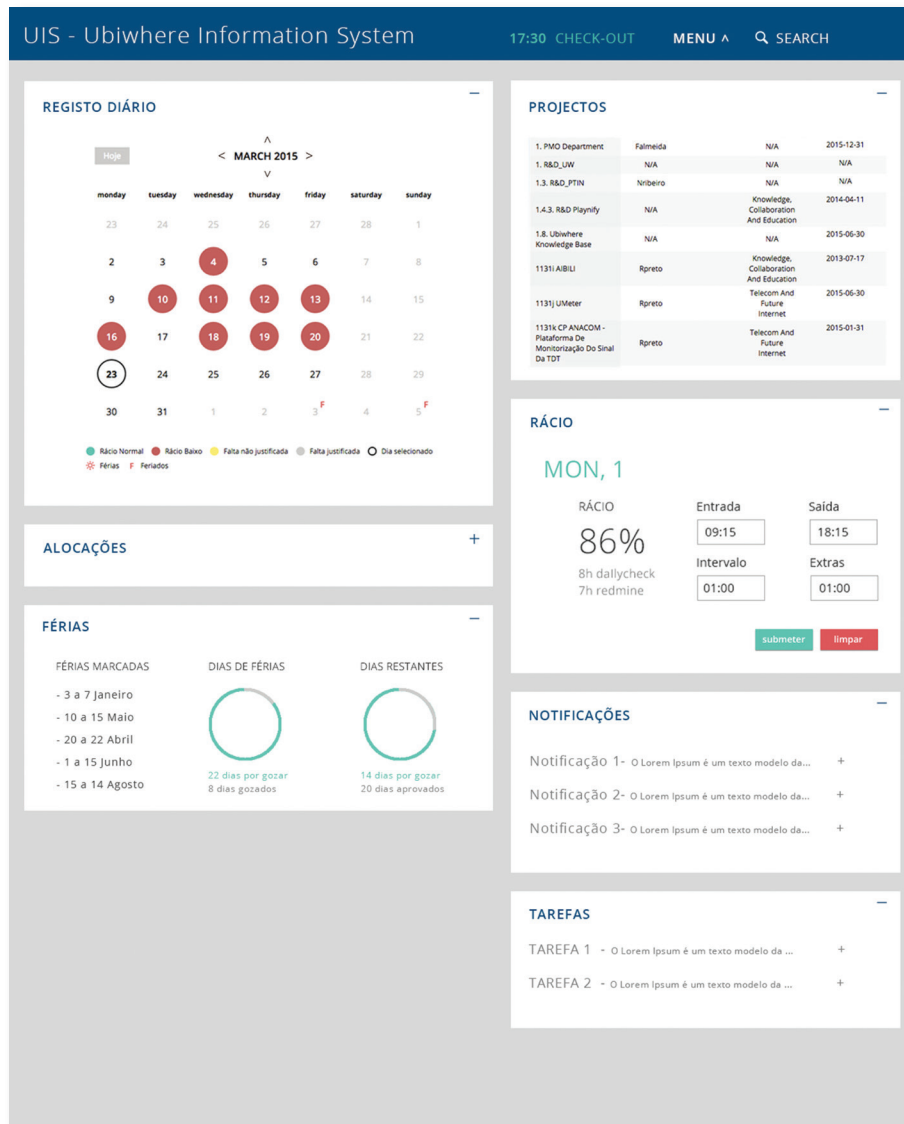 UIS - Ubiwhere Information System
17:30 CHECK-OUT
MENU ˄
SEARCH
REGISTO DIÁRIO
−
Hoje
˄
< MARCH 2015 >
˅
monday tuesday wednesday thursday friday saturday sunday
23 24 25 26 27 28 1
2 3 4 5 6 7 8
9 10 11 12 13 14 15
16 17 18 19 20 21 22
23 24 25 26 27 28 29
30 31 1 2 3 F 4 5 F
Rácio Normal Rácio Baixo Falta não justificada Falta justificada Dia selecionado
Férias F Feriados
ALOCAÇÕES
+
FÉRIAS
−
FÉRIAS MARCADAS
- 3 a 7 Janeiro
- 10 a 15 Maio
- 20 a 22 Abril
- 1 a 15 Junho
- 15 a 14 Agosto
DIAS DE FÉRIAS
22 dias por gozar
8 dias gozados
DIAS RESTANTES
14 dias por gozar
20 dias aprovados
PROJECTOS
−
1. PMO Department Falmeida N/A 2015-12-31
1. R&D_UW N/A N/A N/A
1.3. R&D_PTIN Nribeiro N/A N/A
1.4.3. R&D Playnify N/A Knowledge, Collaboration And Education 2014-04-11
1.8. Ubiwhere Knowledge Base N/A N/A 2015-06-30
1131i AIBILI Rpreto Knowledge, Collaboration And Education 2013-07-17
1131j UMeter Rpreto Telecom And Future Internet 2015-06-30
1131k CP ANACOM - Plataforma De Monitorização Do Sinal Da TDT Rpreto Telecom And Future Internet 2015-01-31
RÁCIO
−
MON, 1
RÁCIO
86%
8h dallycheck
7h redmine
Entrada Saída
09:15 18:15
Intervalo Extras
01:00 01:00
submeter limpar
NOTIFICAÇÕES
−
Notificação 1- O Lorem Ipsum é um texto modelo da... +
Notificação 2- O Lorem Ipsum é um texto modelo da... +
Notificação 3- O Lorem Ipsum é um texto modelo da... +
TAREFAS
−
TAREFA 1 - O Lorem Ipsum é um texto modelo da ... +
TAREFA 2 - O Lorem Ipsum é um texto modelo da ... +